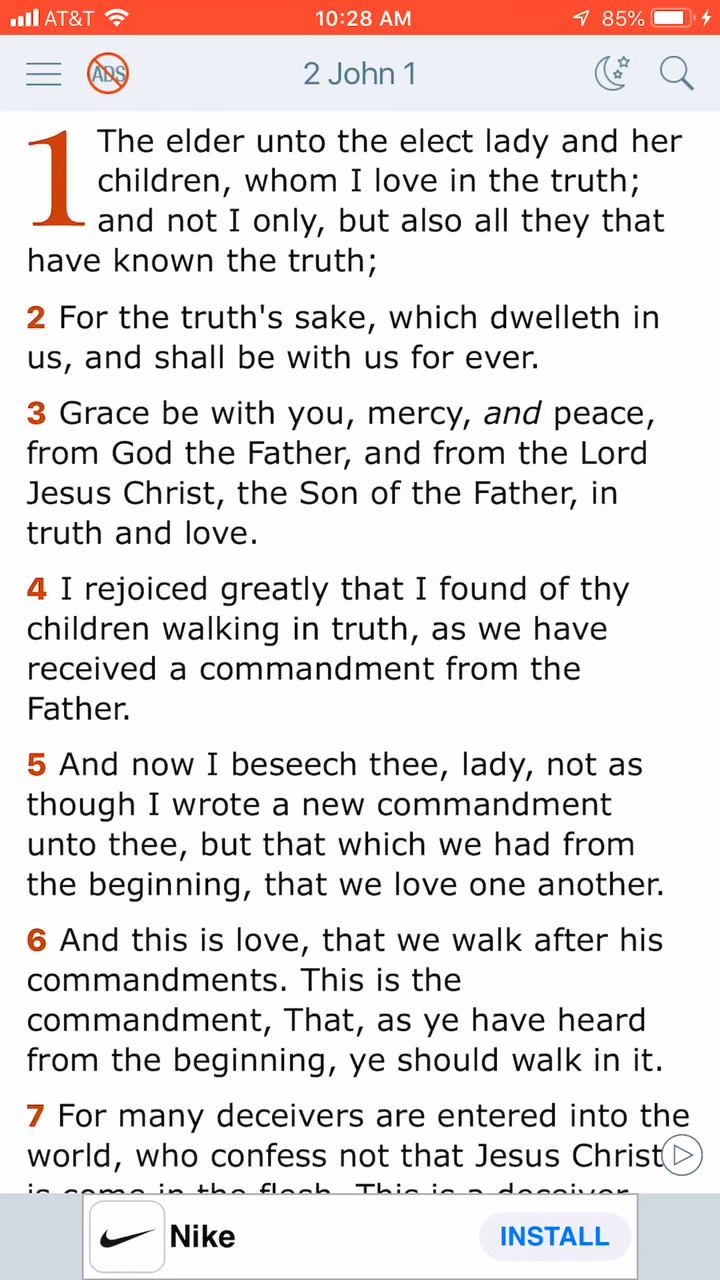 AT&T 10:28 AM 85%
ADS 2 John 1
1 The elder unto the elect lady and her
children, whom I love in the truth;
and not I only, but also all they that
have known the truth;
2 For the truth's sake, which dwelleth in
us, and shall be with us for ever.
3 Grace be with you, mercy, and peace,
from God the Father, and from the Lord
Jesus Christ, the Son of the Father, in
truth and love.
4 I rejoiced greatly that I found of thy
children walking in truth, as we have
received a commandment from the
Father.
5 And now I beseech thee, lady, not as
though I wrote a new commandment
unto thee, but that which we had from
the beginning, that we love one another.
6 And this is love, that we walk after his
commandments. This is the
commandment, That, as ye have heard
from the beginning, ye should walk in it.
7 For many deceivers are entered into the
world, who confess not that Jesus Christ
is come in the flesh. This is a deceiver
Nike INSTALL